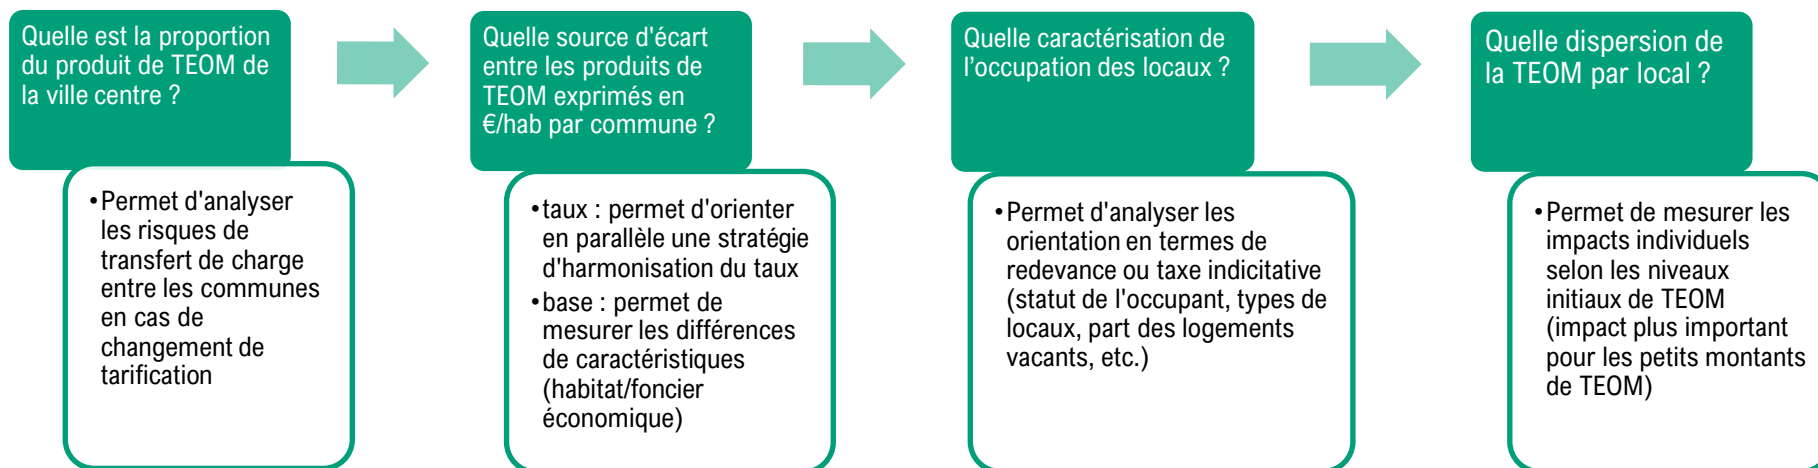 Quelle est la proportion
du produit de TEOM de
la ville centre ?
•Permet d'analyser
les risques de
transfert de charge
entre les communes
en cas de
changement de
tarification
Quelle source d'écart
entre les produits de
TEOM exprimés en
€/hab par commune ?
•taux : permet d'orienter
en parallèle une stratégie
d'harmonisation du taux
•base : permet de
mesurer les différences
de caractéristiques
(habitat/foncier
économique)
Quelle caractérisation de
l'occupation des locaux ?
•Permet d'analyser les
orientation en termes de
redevance ou taxe indicitative
(statut de l'occupant, types de
locaux, part des logements
vacants, etc.)
Quelle dispersion de
la TEOM par local ?
•Permet de mesurer les
impacts individuels
selon les niveaux
initiaux de TEOM
(impact plus important
pour les petits montants
de TEOM)